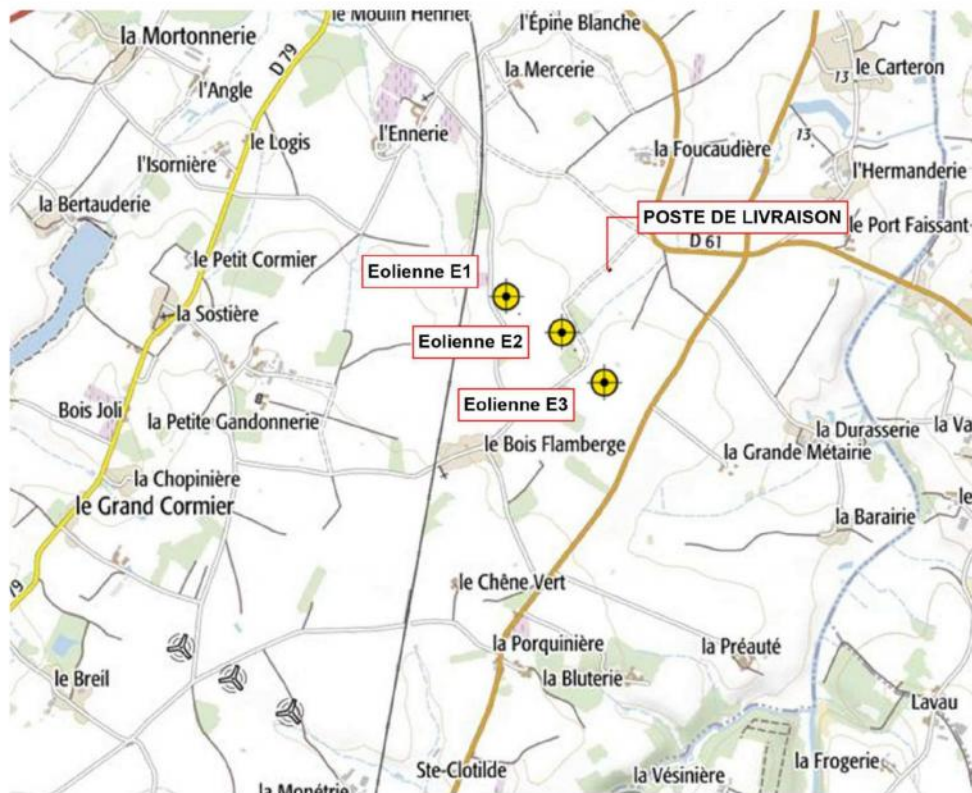 le Moulin Hennet
l'Épine Blanche
la Mortonnerie
D 79
la Mercerie
le Carteron
13
l'Angle
l'Ennerie
le Logis
la Foucaudière
13
l'Isornière
l'Hermanderie
la Bertauderie
POSTE DE LIVRAISON
le Port Faissant
D 61
le Petit Cormier
Eolienne E1
la Sostière
Eolienne E2
Bois Joli
la Petite Gandonnerie
Eolienne E3
le Bois Flamberge
la Durasserie
la Va
la Grande Métairie
la Chopinière
le Grand Cormier
le
la Barairie
79
le Chêne Vert
la Porquinière
la Préauté
le Breil
la Bluterie
Lavau
Ste-Clotilde
la Vésinière
la Frogerie
la Monétrie